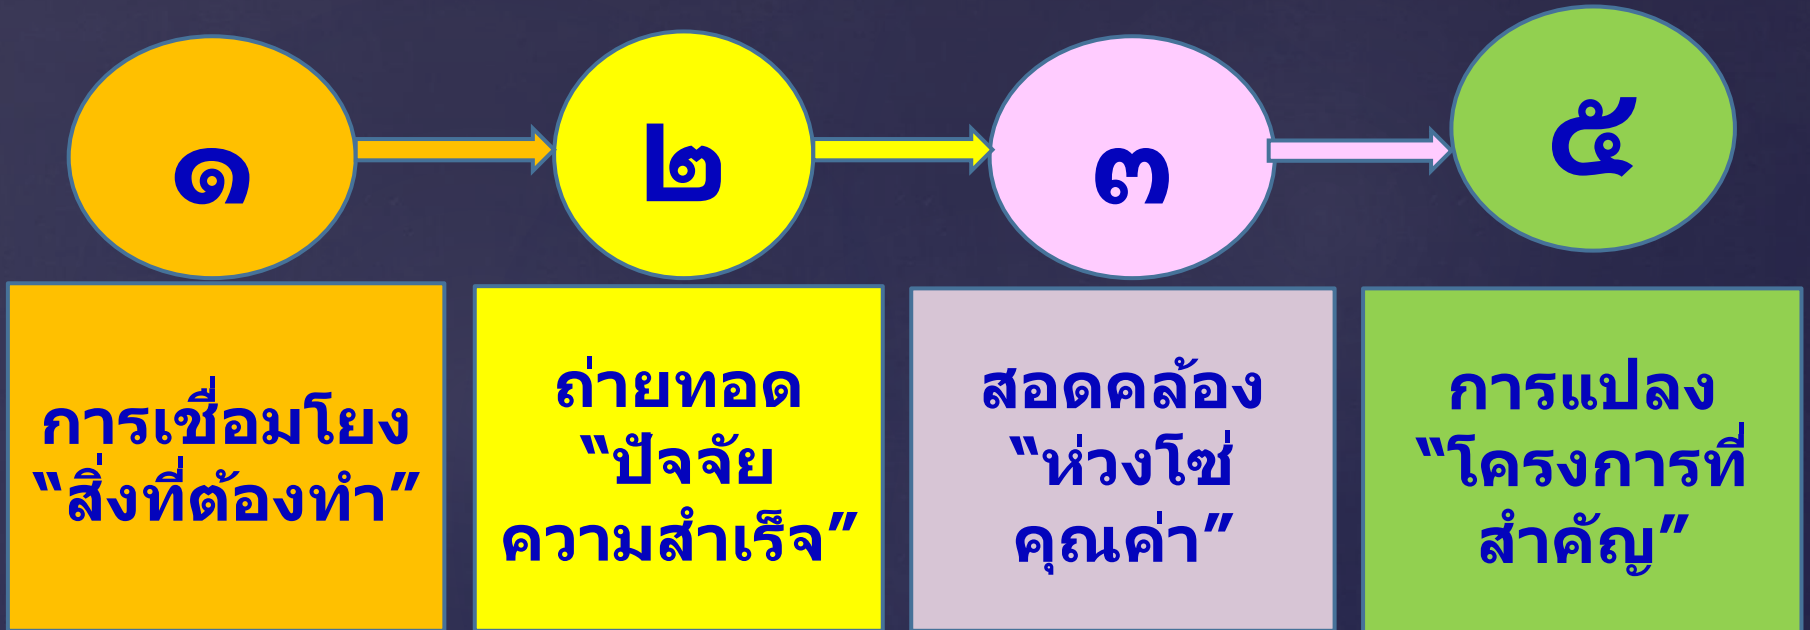 ๑
๒
๓
๕
การเชื่อมโยง
“สิ่งที่ต้องทำ”
ถ่ายทอด
“ปัจจัย
ความสำเร็จ”
สอดคล้อง
“ห่วงโซ่
คุณค่า”
การแปลง
“โครงการที่
สำคัญ”